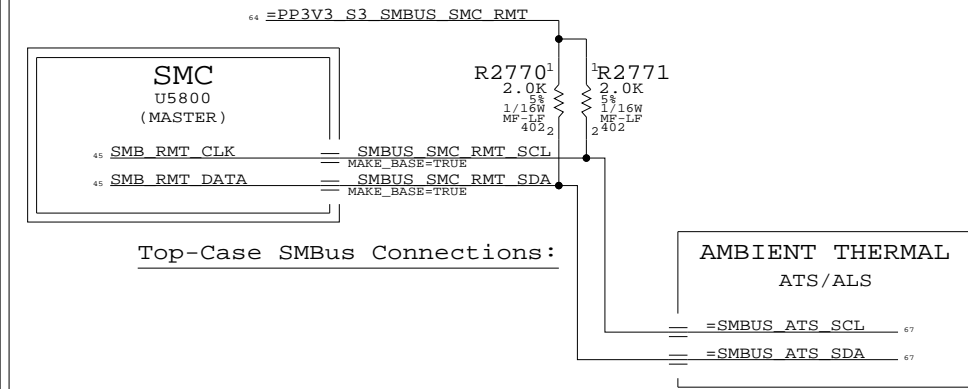 64 =PP3V3_S3_SMBUS_SMC_RMT
SMC
U5800
(MASTER)
R2770 1
2.0K
5%
1/16W
MF-LF
402 2
1 R2771
2.0K
5%
1/16W
MF-LF
2 402
45 SMB_RMT_CLK
SMBUS_SMC_RMT_SCL
MAKE_BASE=TRUE
45 SMB_RMT_DATA
SMBUS_SMC_RMT_SDA
MAKE_BASE=TRUE
Top-Case SMBus Connections:
AMBIENT THERMAL
ATS/ALS
=SMBUS_ATS_SCL 67
=SMBUS_ATS_SDA 67